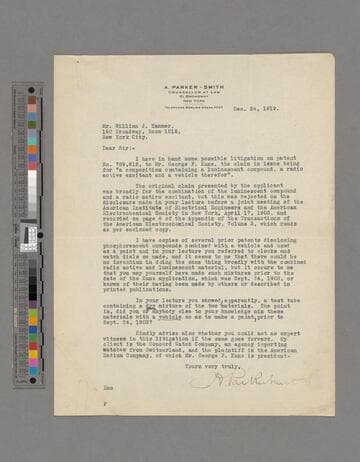 A. PARKER-SMITH
COUNSELLOR AT LAW
NEW YORK
Dec. 24, 1919.
Mr. William J. Hammer,
160 Broadway, Room 1212,
New York City.
Dear Sir:-
I have in hand some possible litigation on patent
No. 789,812, to Mr. George F. Kunz, the claim in issue being
for "a composition containing a luminescent compound, a radio
active excitant and a vehicle therefor".
The original claim presented by the applicant
was broadly for the combination of the luminescent compound
and a radio active excitant, but this was rejected on the
disclosure made in your lecture before a joint meeting of the
American Institute of Electrical Engineers and the American
Electrochemical Society in New York, April 17, 1903, and
recorded on page 8 of the Appendix of the Transactions of
the American Electrochemical Society, Volume 3, which reads
as per enclosed copy.
I have copies of several prior patents disclosing
phosphorescent compounds combined with a vehicle and used
as a paint and in your lecture you referred to clocks and
watch dials so made, and it seems to me that there could be
no invention in doing the same thing broadly with the combined
radio active and luminescent material, but it occurs to me
that you may yourself have made such mixtures prior to the
date of the Kunz application, which was Sept. 24, 1903, or
known of their having been made by others or described in
printed publications.
In your lecture you showed, apparently, a test tube
containing a dry mixture of the two materials. The point
is, did you or anybody else to your knowledge mix these
materials with a vehicle so as to make a paint, prior to
Sept. 24, 1903?
Kindly advise also whether you could act as expert
witness in this litigation if the same goes forward. My
client is the Concord Watch Company, an agency importing
watches from Switzerland, and the plaintiff is the American
Radium Company, of which Mr. George F. Kunz is president-
Yours very truly,